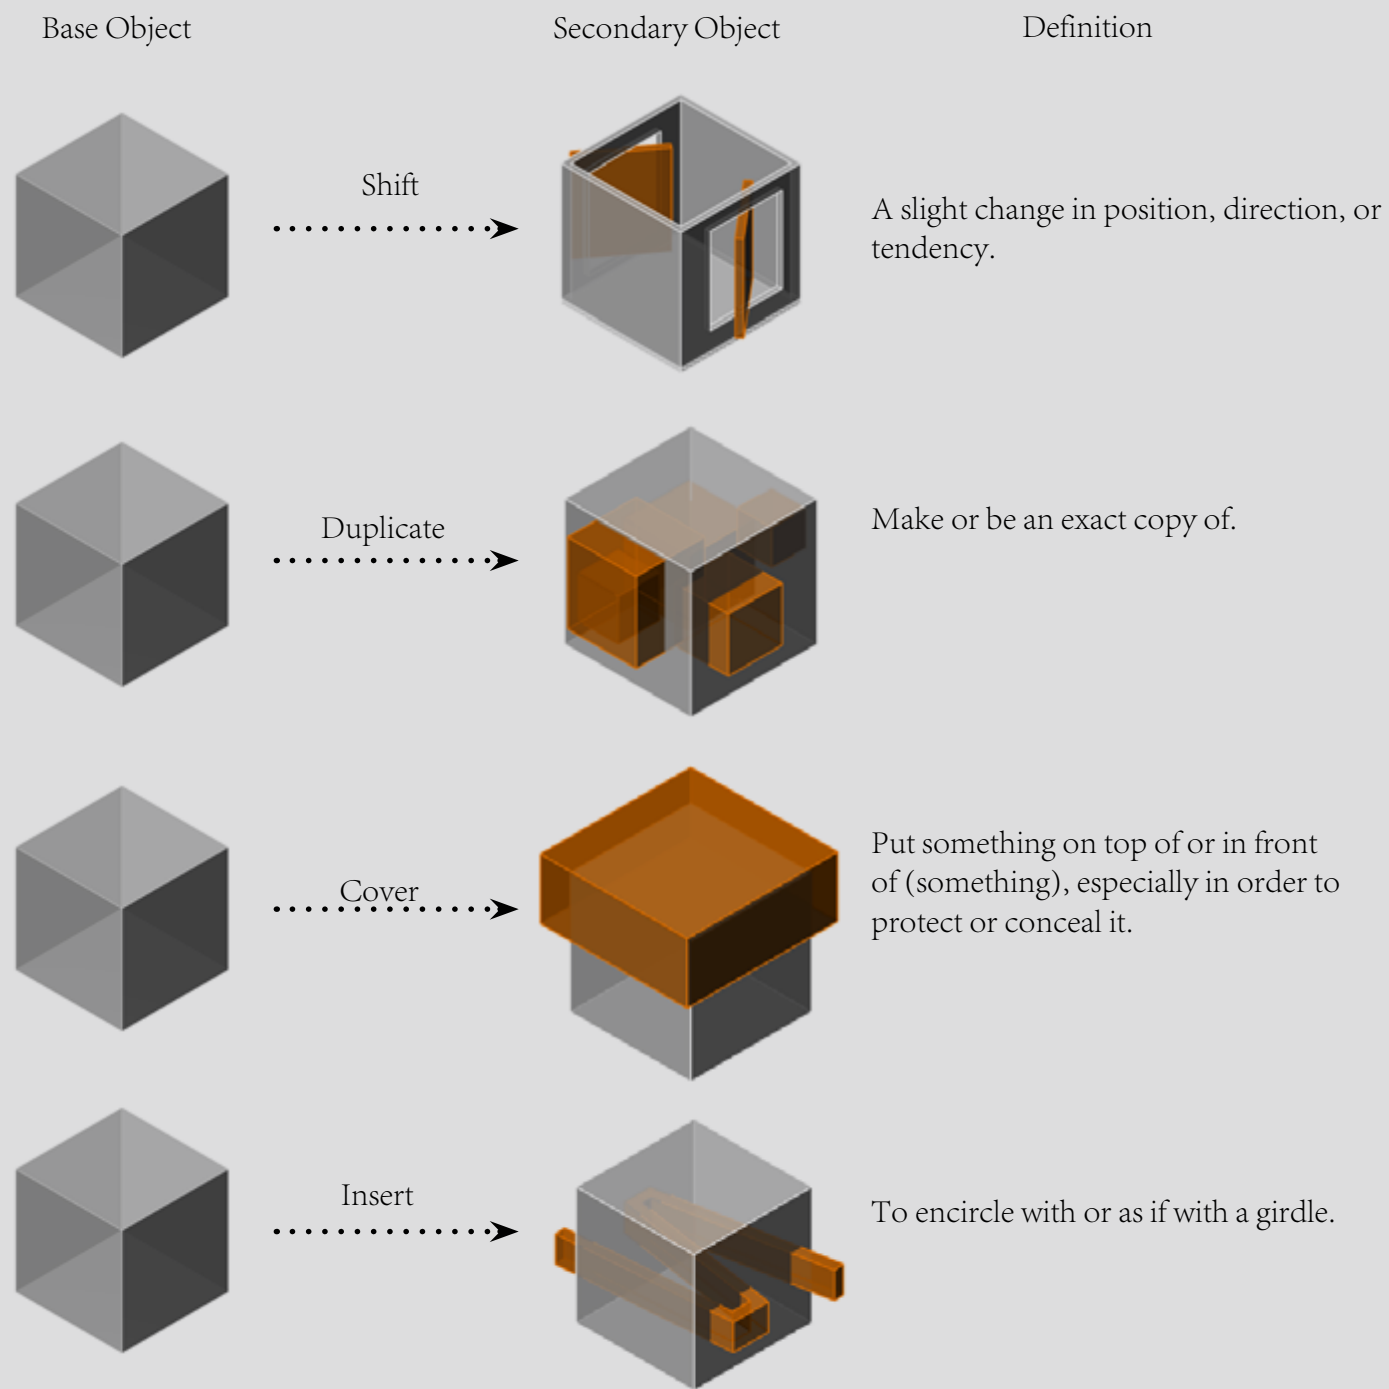 Base Object
Secondary Object
Definition
Shift
A slight change in position, direction, or
tendency.
Duplicate
Make or be an exact copy of.
Cover
Put something on top of or in front
of (something), especially in order to
protect or conceal it.
Insert
To encircle with or as if with a girdle.